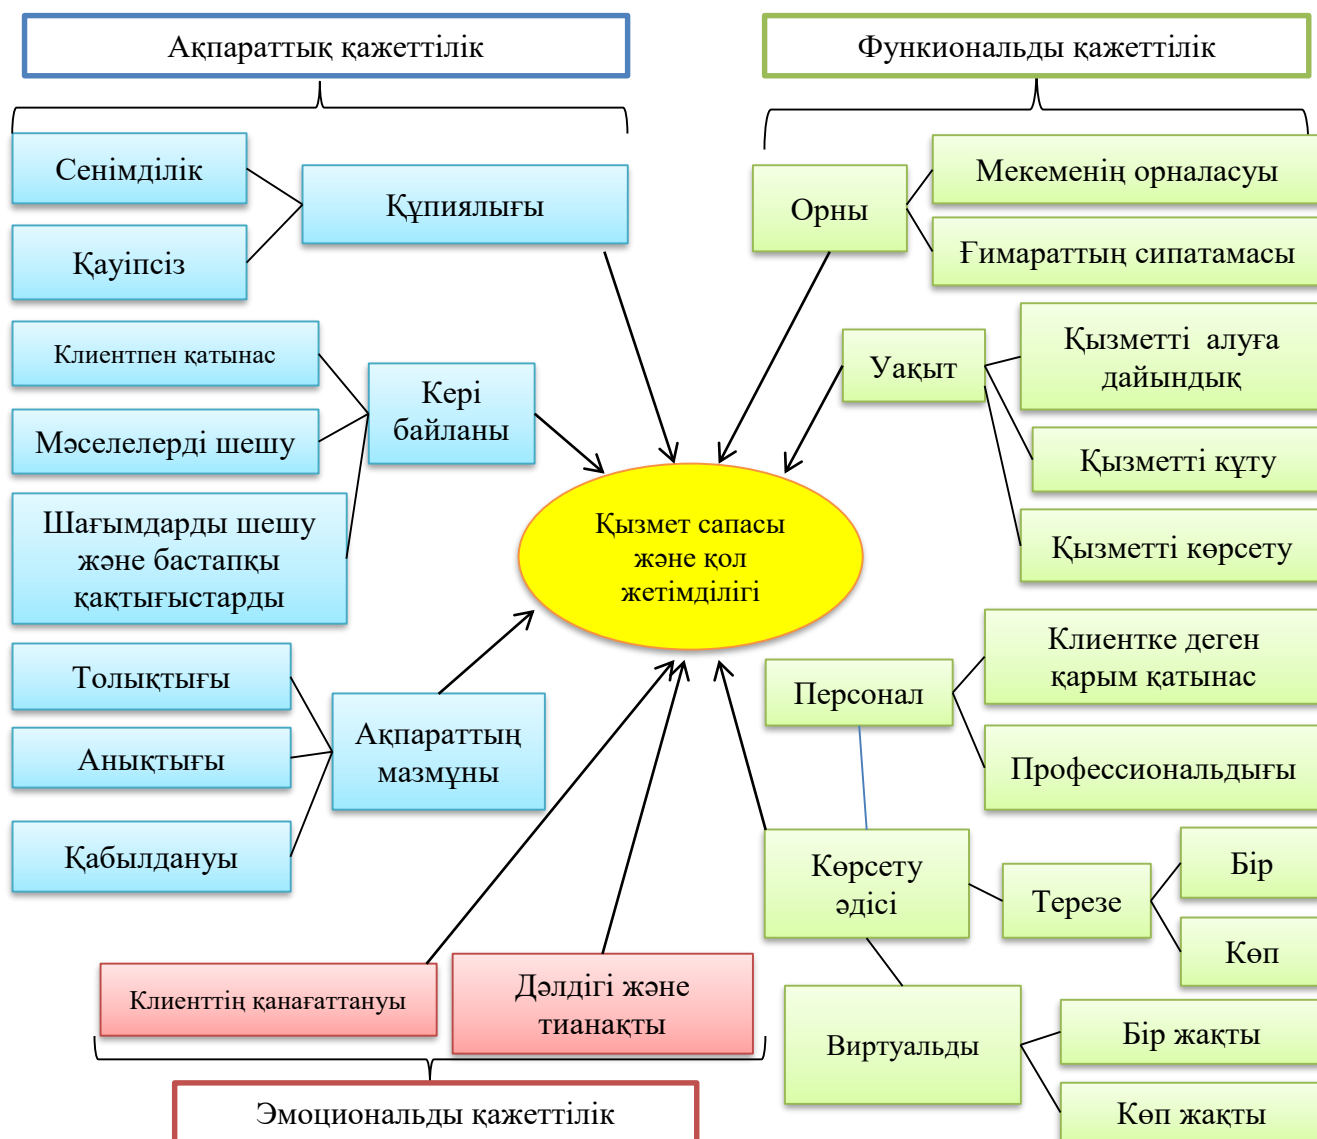 Ақпараттық қажеттілік
Функиональды қажеттілік
Сенімділік
Құпиялығы
Қауіпсіз
Орны
Мекеменің орналасуы
Ғимараттың сипатамасы
Клиентпен қатынас
Мәселелерді шешу
Шағымдарды шешу
және бастапқы
қақтығыстарды
Кері
байланы
Уақыт
Қызметті алуға
дайындық
Қызметті күту
Қызметті көрсету
Қызмет сапасы
және қол
жетімділігі
Толықтығы
Анықтығы
Қабылдануы
Ақпараттың
мазмұны
Персонал
Клиентке деген
қарым қатынас
Профессиональдығы
Көрсету
әдісі
Терезе
Бір
Көп
Виртуальды
Бір жақты
Көп жақты
Клиенттің қанағаттануы
Дәлдігі және
тианақты
Эмоциональды қажеттілік